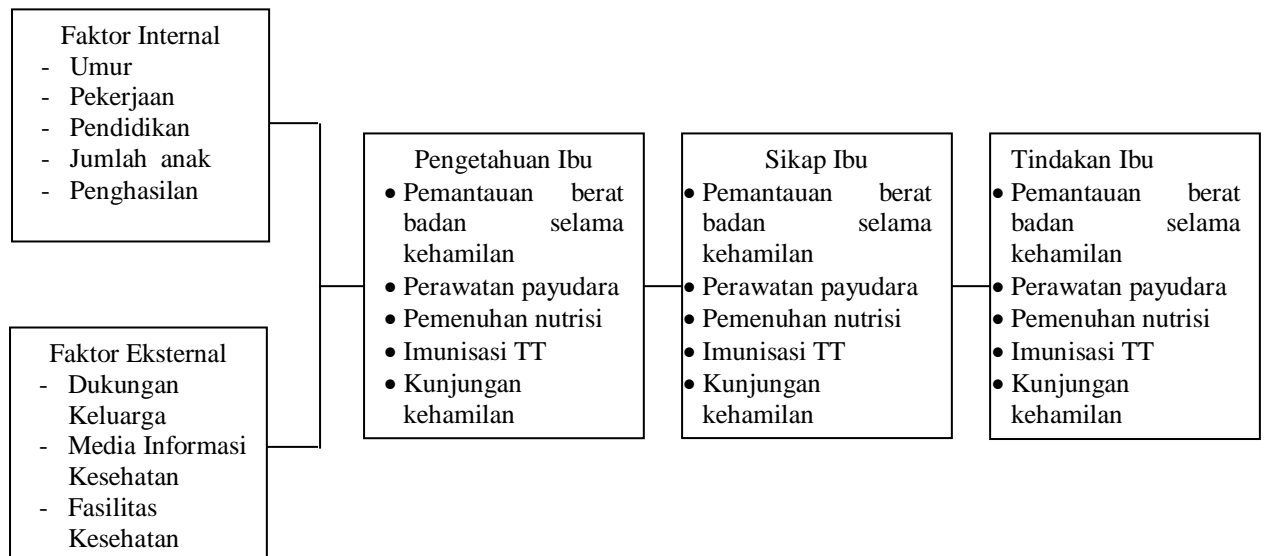 Faktor Internal
- Umur
- Pekerjaan
- Pendidikan
- Jumlah anak
- Penghasilan
Faktor Eksternal
- Dukungan
Keluarga
- Media Informasi
Kesehatan
- Fasilitas
Kesehatan
Pengetahuan Ibu
• Pemantauan berat
badan selama
kehamilan
• Perawatan payudara
• Pemenuhan nutrisi
• Imunisasi TT
• Kunjungan
kehamilan
Sikap Ibu
• Pemantauan berat
badan selama
kehamilan
• Perawatan payudara
• Pemenuhan nutrisi
• Imunisasi TT
• Kunjungan
kehamilan
Tindakan Ibu
• Pemantauan berat
badan selama
kehamilan
• Perawatan payudara
• Pemenuhan nutrisi
• Imunisasi TT
• Kunjungan
kehamilan